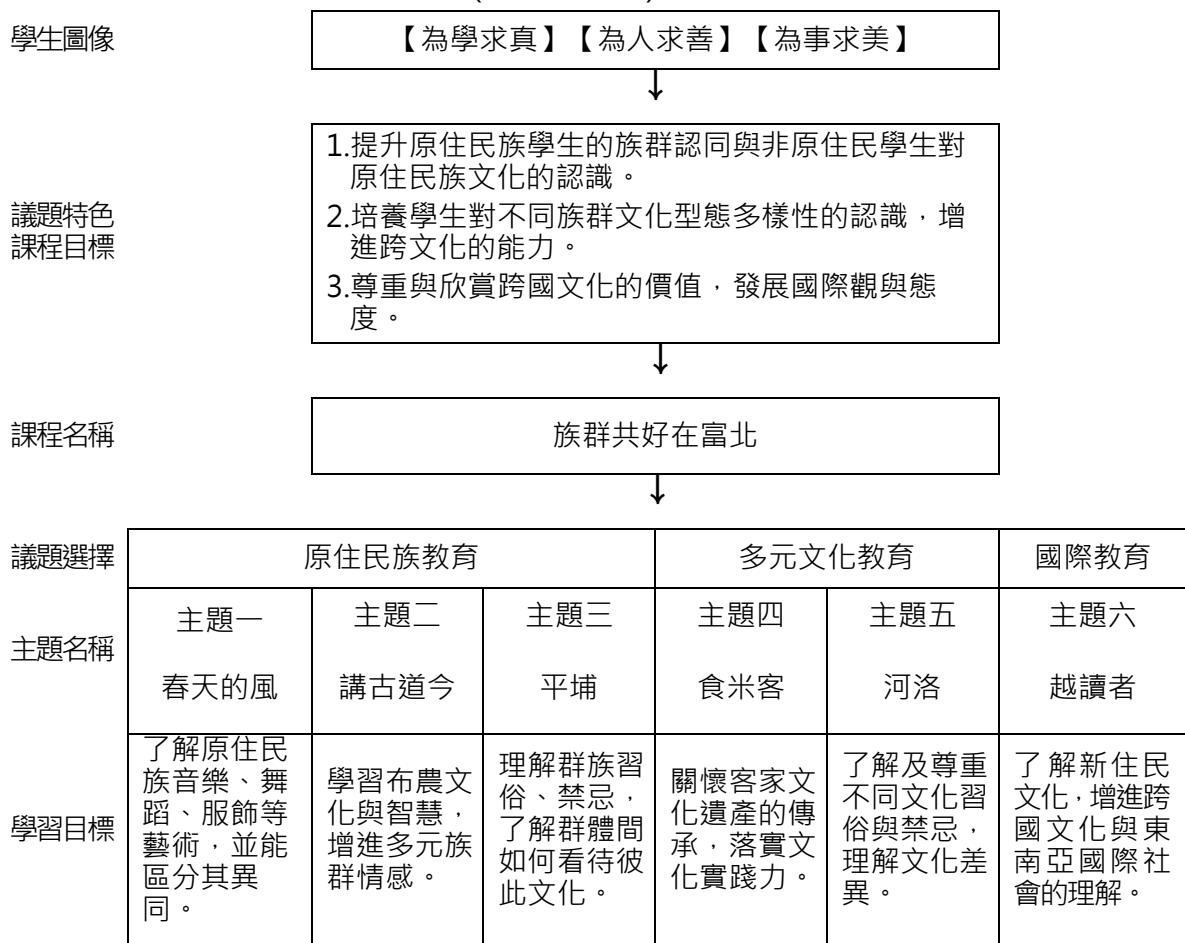 學生圖像
【為學求真】【為人求善】【為事求美】
↓
議題特色
課程目標
1.提升原住民族學生的族群認同與非原住民學生對
原住民族文化的認識。
2.培養學生對不同族群文化型態多樣性的認識，增
進跨文化的能力。
3.尊重與欣賞跨國文化的價值，發展國際觀與態
度。
↓
課程名稱
族群共好在富北
↓
議題選擇
原住民族教育
多元文化教育
國際教育
主題名稱
主題一
春天的風
主題二
講古道今
主題三
平埔
主題四
食米客
主題五
河洛
主題六
越讀者
學習目標
了解原住民
族音樂、舞
蹈、服飾等
藝術，並能
區分其異
同。
學習布農文
化與智慧，
增進多元族
群情感。
理解群族習
俗、禁忌，
了解群體間
如何看待彼
此文化。
關懷客家文
化遺產的傳
承，落實文
化實踐力。
了解及尊重
不同文化習
俗與禁忌，
理解文化差
異。
了解新住民
文化，增進跨
國文化與東
南亞國際社
會的理解。